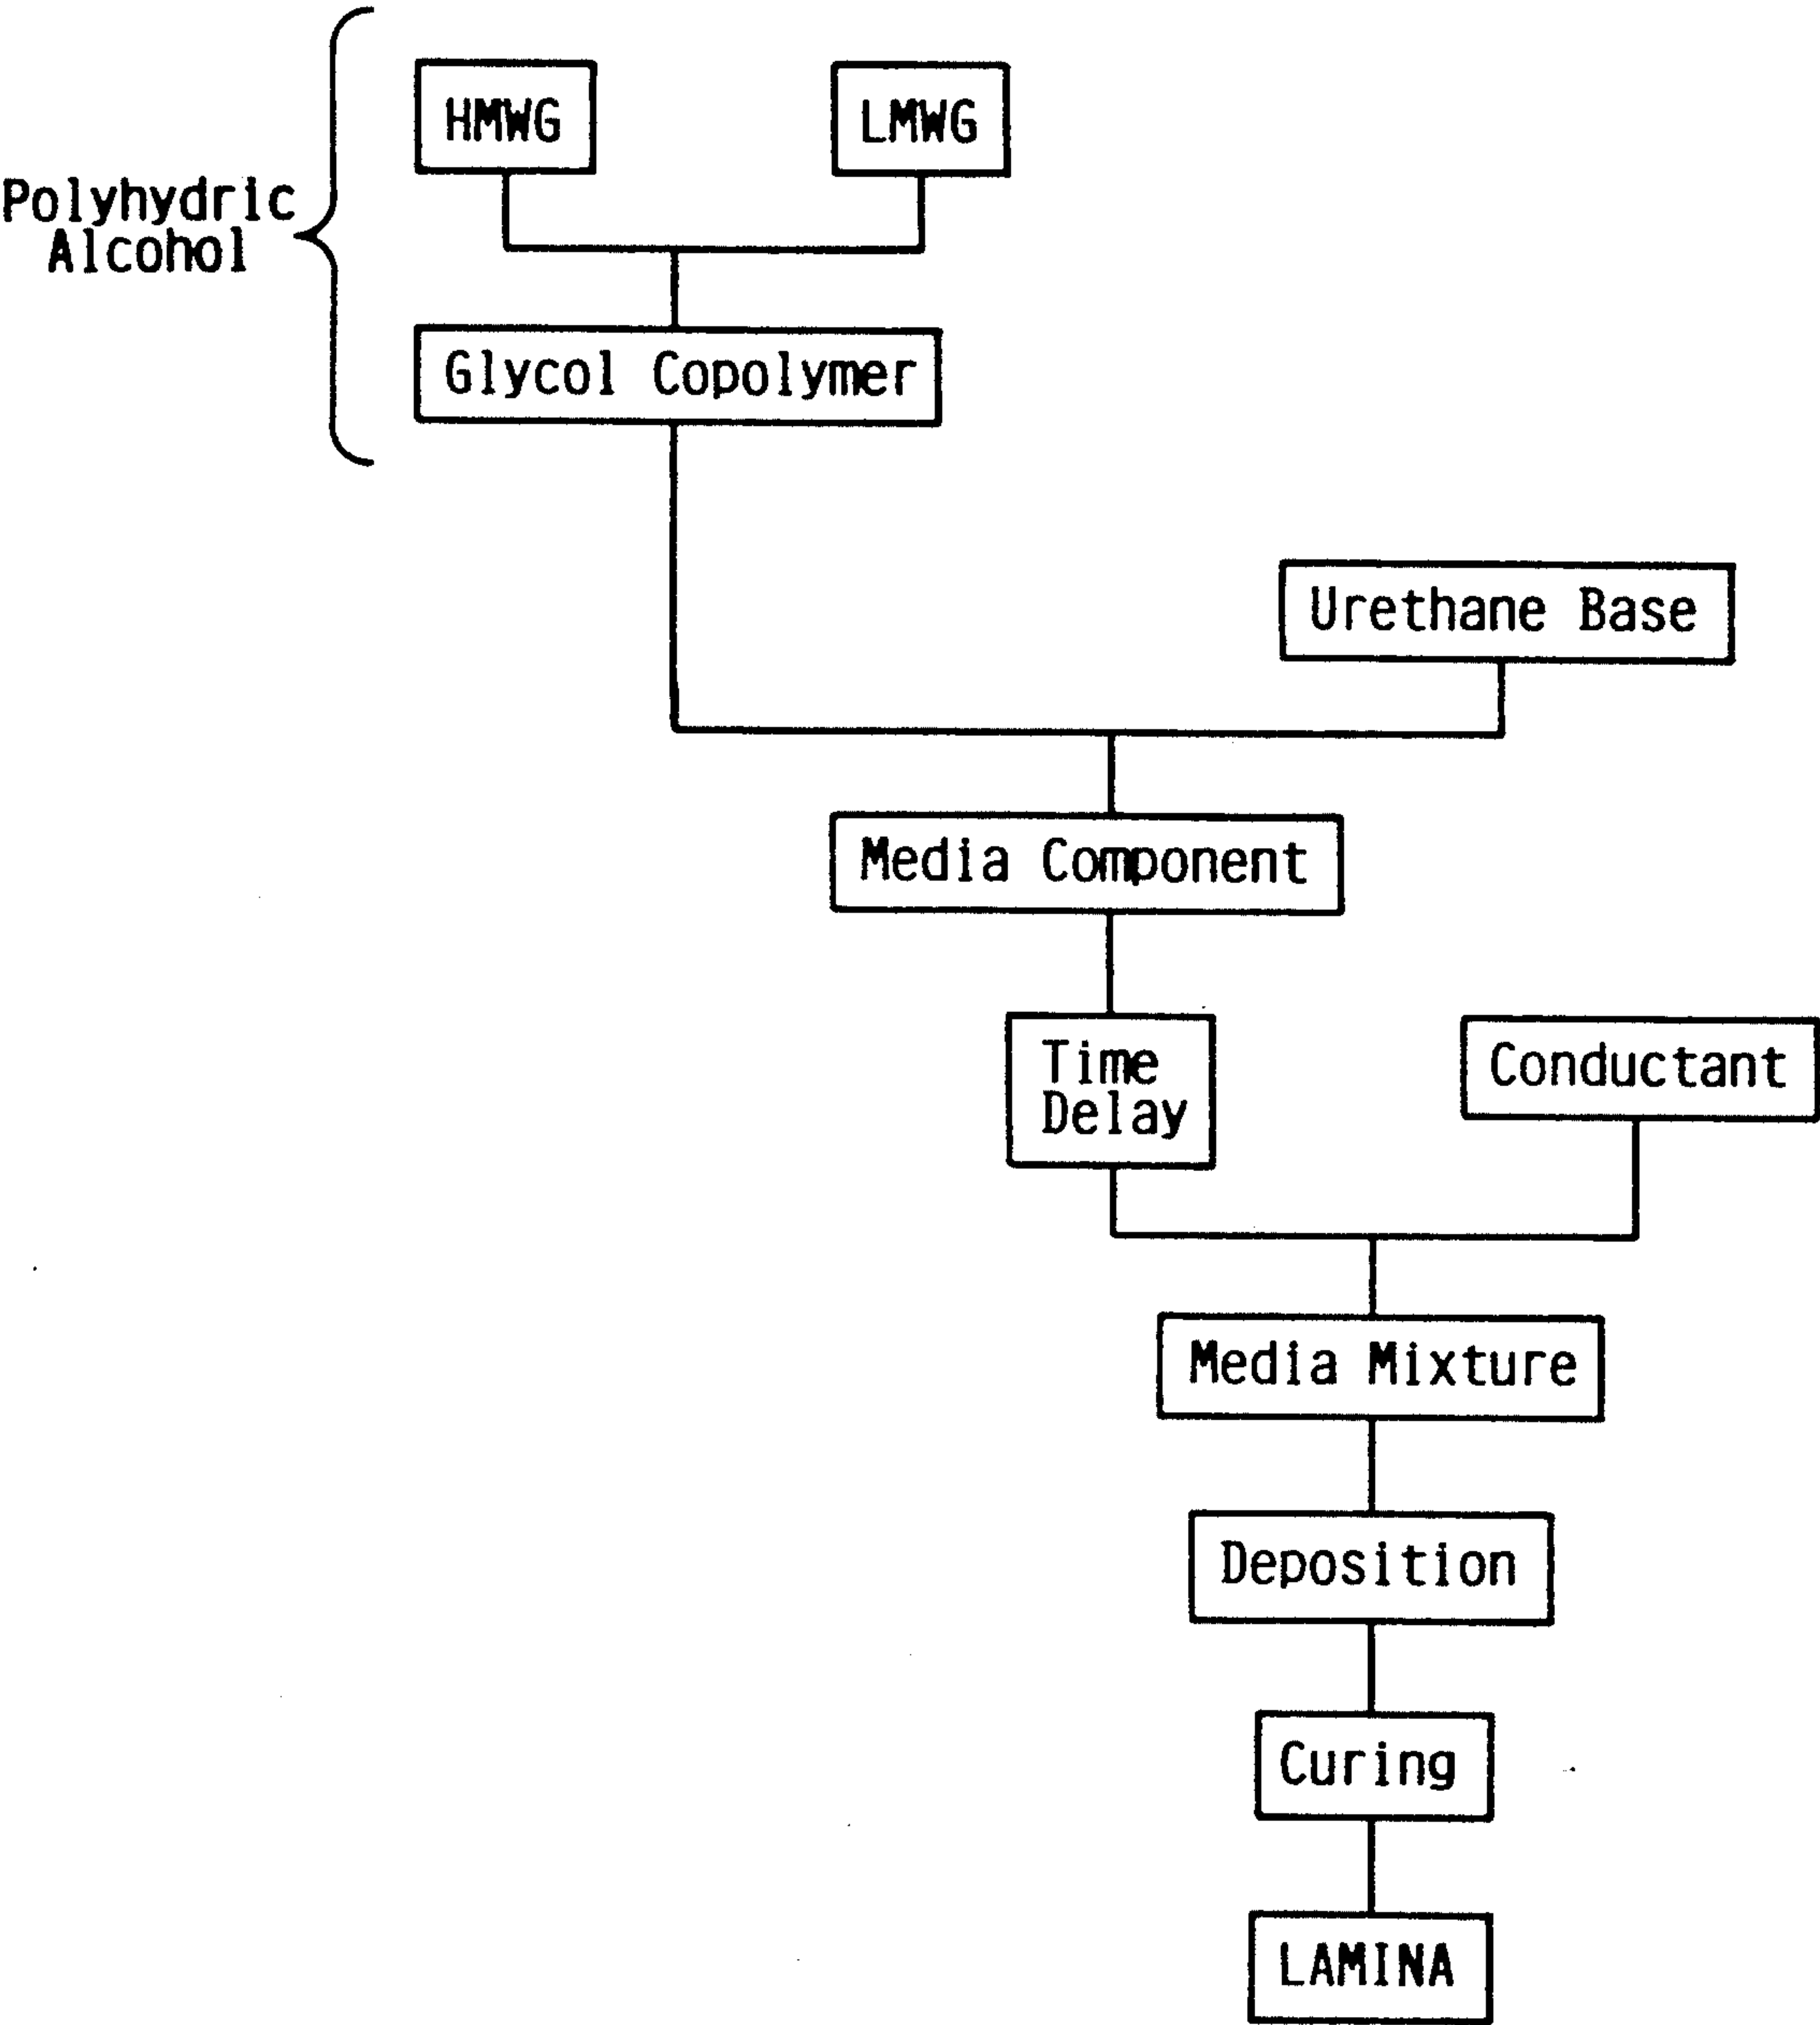 HMWG
LMWG
Polyhydric
Alcohol
Glycol Copolymer
Urethane Base
Media Component
Time
Delay
Conductant
Media Mixture
Deposition
Curing
LAMINA